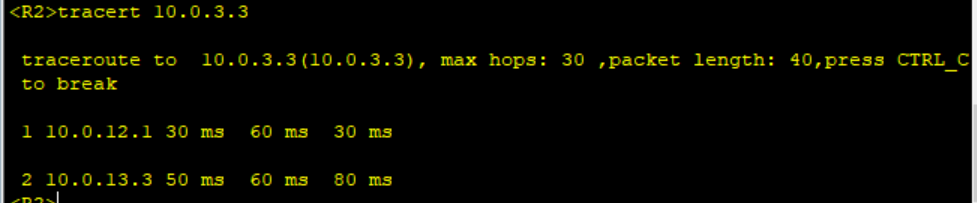 <R2>tracert 10.0.3.3
traceroute to  10.0.3.3(10.0.3.3), max hops: 30 ,packet length: 40,press CTRL_C
to break
1 10.0.12.1 30 ms  60 ms  30 ms
2 10.0.13.3 50 ms  60 ms  80 ms
<R2>